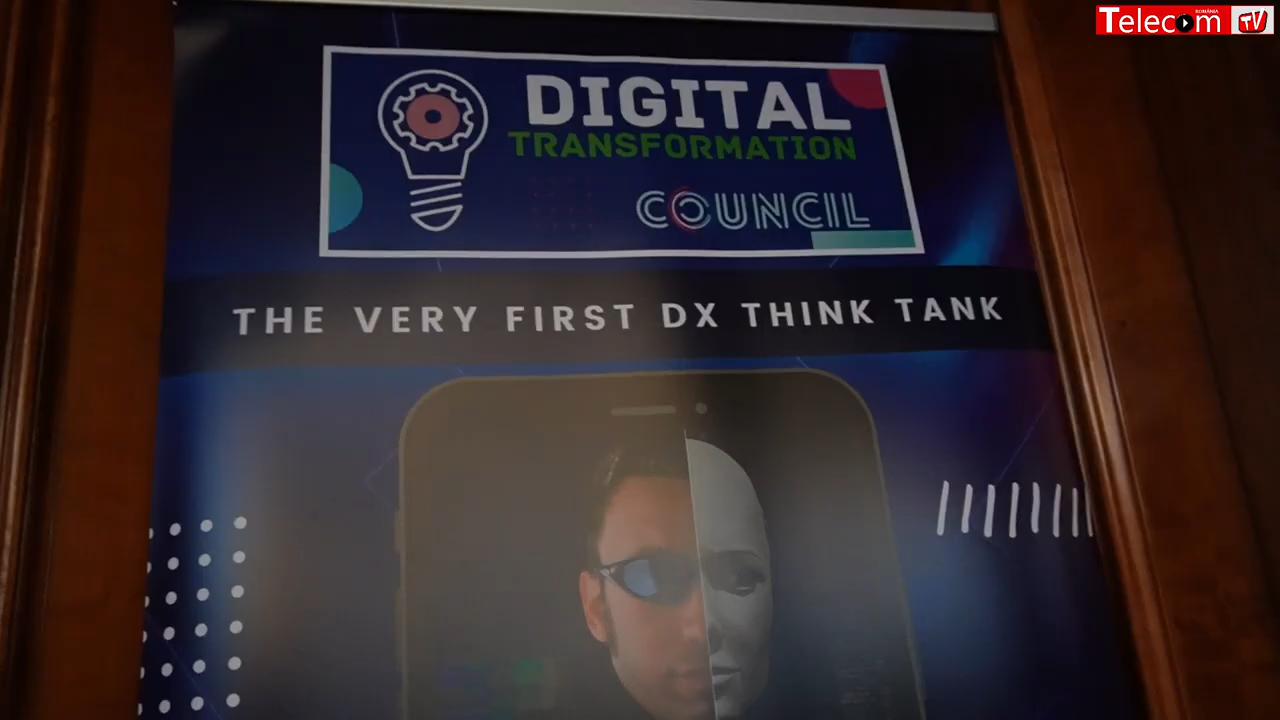 Telecom
ROMÂNIA
TV
DIGITAL
TRANSFORMATION
COUNCIL
THE VERY FIRST DX THINK TANK